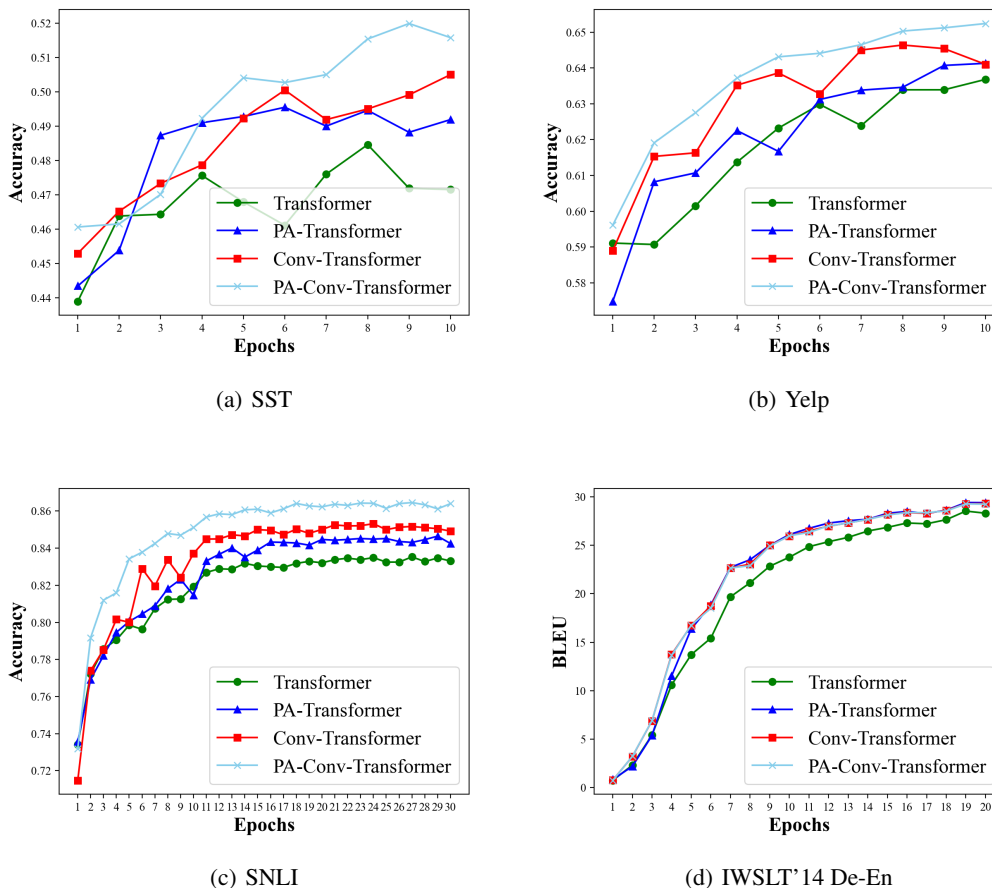 0.52
0.51
0.50
0.49
0.48
0.47
0.46
0.45
0.44
Accuracy
Transformer
PA-Transformer
Conv-Transformer
PA-Conv-Transformer
1 2 3 4 5 6 7 8 9 10
Epochs
(a) SST
0.65
0.64
0.63
0.62
0.61
0.60
0.59
0.58
Accuracy
Transformer
PA-Transformer
Conv-Transformer
PA-Conv-Transformer
1 2 3 4 5 6 7 8 9 10
Epochs
(b) Yelp
0.86
0.84
0.82
0.80
0.78
0.76
0.74
0.72
Accuracy
Transformer
PA-Transformer
Conv-Transformer
PA-Conv-Transformer
1 2 3 4 5 6 7 8 9 10 11 12 13 14 15 16 17 18 19 20 21 22 23 24 25 26 27 28 29 30
Epochs
(c) SNLI
30
25
20
15
10
5
0
BLEU
Transformer
PA-Transformer
Conv-Transformer
PA-Conv-Transformer
1 2 3 4 5 6 7 8 9 10 11 12 13 14 15 16 17 18 19 20
Epochs
(d) IWSLT’14 De-En